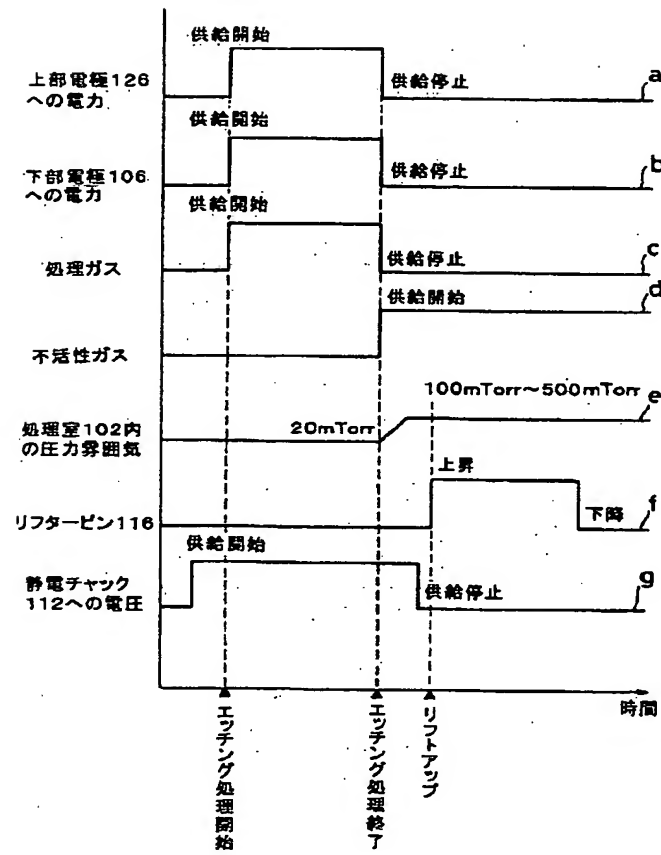 供給開始
上部電極126
への電力
供給停止
a
供給開始
下部電極106
への電力
供給停止
b
供給開始
処理ガス
供給停止
c
供給開始
d
不活性ガス
100mTorr～500mTorr
e
処理室102内
の圧力雰囲気
20mTorr
上昇
リフターピン116
下降
f
供給開始
静電チャック
112への電圧
供給停止
g
時間
エッチング処理開始
エッチング処理終了
リフトアップ